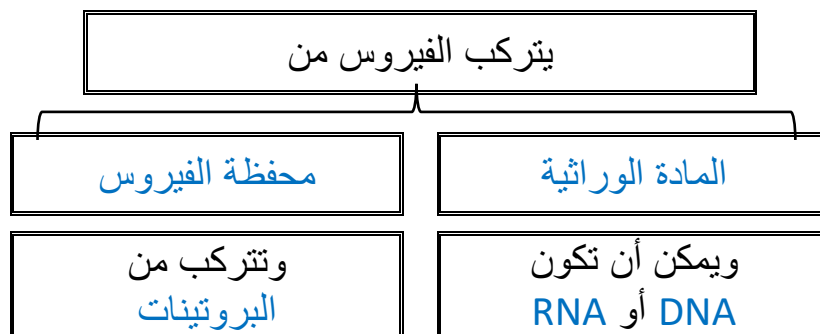 يتركب الفيروس من
المادة الوراثية
محفظة الفيروس
ويمكن أن تكون
DNA أو RNA
وتتركب من
البروتينات